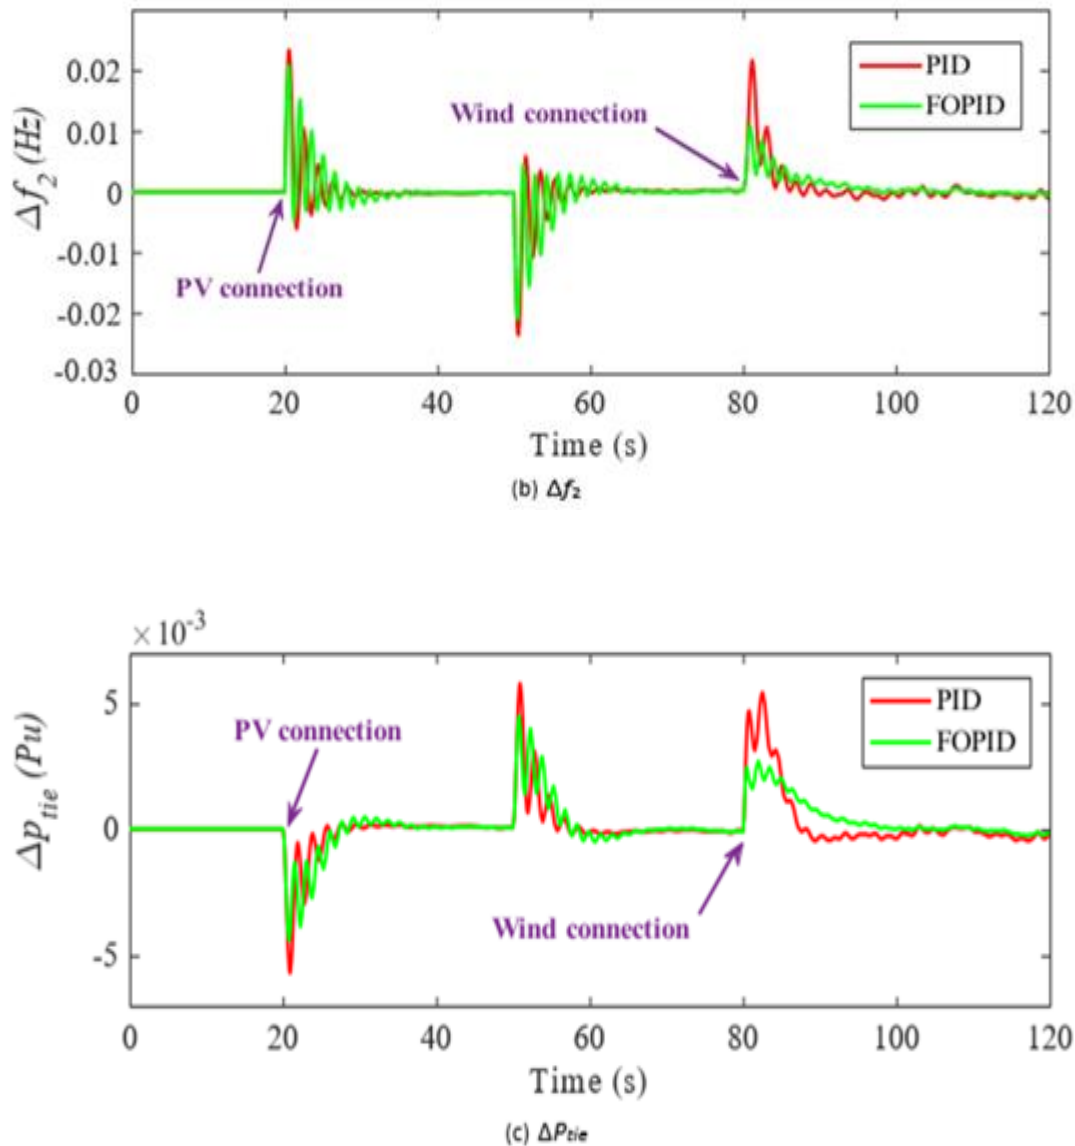 0.02
0.01
0
-0.01
-0.02
-0.03
Δf₂ (Hz)
PID
FOPID
Wind connection
PV connection
0 20 40 60 80 100 120
Time (s)
(b) Δf₂
×10⁻³
5
0
-5
Δp_tie (Pu)
PID
FOPID
PV connection
Wind connection
0 20 40 60 80 100 120
Time (s)
(c) ΔP_tie